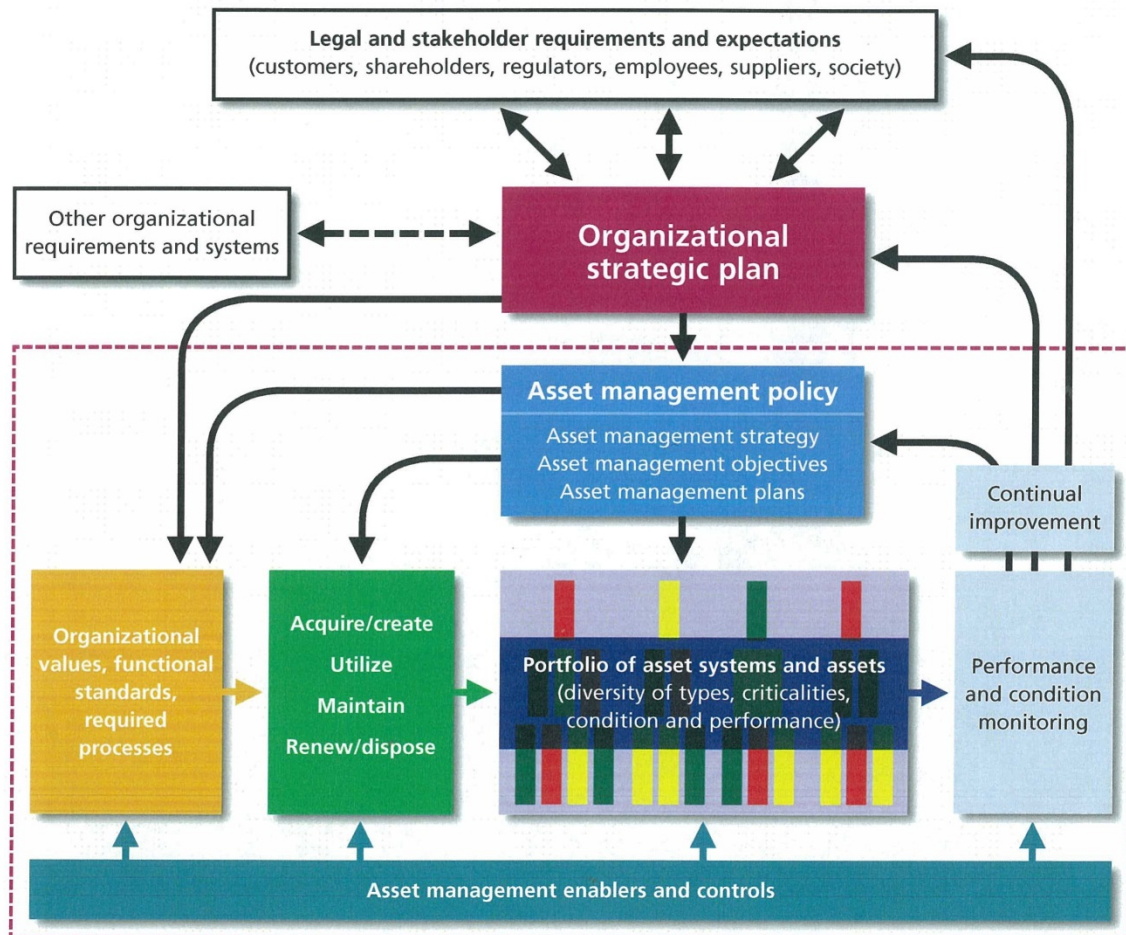 Legal and stakeholder requirements and expectations
(customers, shareholders, regulators, employees, suppliers, society)
Other organizational
requirements and systems
Organizational
strategic plan
Asset management policy
Asset management strategy
Asset management objectives
Asset management plans
Continual
improvement
Organizational
values, functional
standards,
required
processes
Acquire/create
Utilize
Maintain
Renew/dispose
Portfolio of asset systems and assets
(diversity of types, criticalities,
condition and performance)
Performance
and condition
monitoring
Asset management enablers and controls